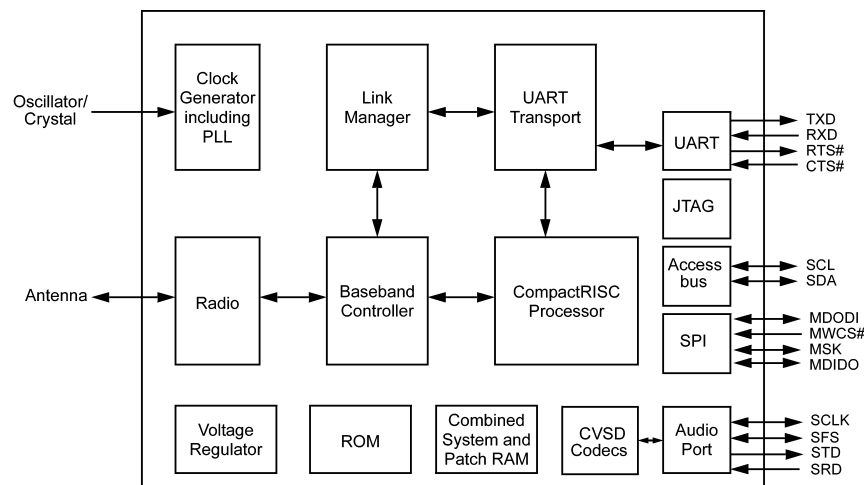 Oscillator/
Crystal
Clock
Generator
including
PLL
Link
Manager
UART
Transport
UART
TXD
RXD
RTS#
CTS#
JTAG
Antenna
Radio
Baseband
Controller
CompactRISC
Processor
Access
bus
SCL
SDA
SPI
MDODI
MWCS#
MSK
MDIDO
Voltage
Regulator
ROM
Combined
System and
Patch RAM
CVSD
Codecs
Audio
Port
SCLK
SFS
STD
SRD